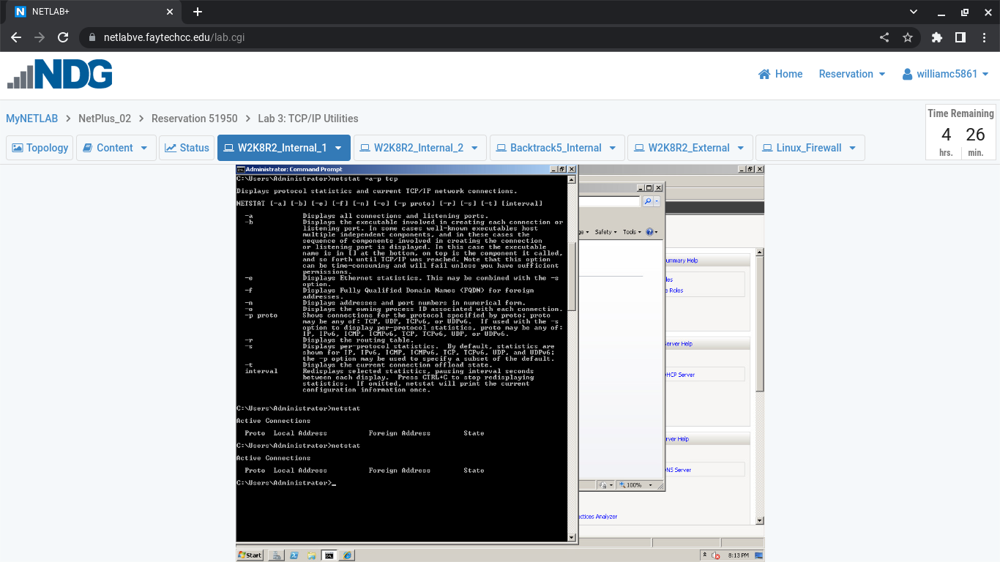 NETLAB+
netlabve.faytechcc.edu/lab.cgi
NDG
Home
Reservation
williamc5861
MyNETLAB > NetPlus_02 > Reservation 51950 > Lab 3: TCP/IP Utilities
Time Remaining
4 26
hrs. min.
Topology
Content
Status
W2K8R2_Internal_1
W2K8R2_Internal_2
Backtrack5_Internal
W2K8R2_External
Linux_Firewall
Administrator: Command Prompt
C:\Users\Administrator>netstat =a-p tcp
Displays protocol statistics and current TCP/IP network connections.
NETSTAT [-a] [-b] [-e] [-f] [-n] [-o] [-p proto] [-r] [-s] [-t] [interval]
-a Displays all connections and listening ports.
-b Displays the executable involved in creating each connection or
listening port. In some cases well-known executables host
multiple independent components, and in these cases the
sequence of components involved in creating the connection
or listening port is displayed. In this case the executable
name is in [] at the bottom, on top is the component it called,
and so forth until TCP/IP was reached. Note that this option
can be time-consuming and will fail unless you have sufficient
permissions.
-e Displays Ethernet statistics. This may be combined with the -s
option.
-f Displays Fully Qualified Domain Names (FQDN) for foreign
addresses.
-n Displays addresses and port numbers in numerical form.
-o Displays the owning process ID associated with each connection.
-p proto Shows connections for the protocol specified by proto; proto
may be any of: TCP, UDP, TCPv6, or UDPv6. If used with the -s
option to display per-protocol statistics, proto may be any of:
IP, IPv6, ICMP, ICMPv6, TCP, TCPv6, UDP, or UDPv6.
-r Displays the routing table.
-s Displays per-protocol statistics. By default, statistics are
shown for IP, IPv6, ICMP, ICMPv6, TCP, TCPv6, UDP, and UDPv6;
the -p option may be used to specify a subset of the default.
-t Displays the current connection offload state.
interval Redisplays selected statistics, pausing interval seconds
between each display. Press CTRL+C to stop redisplaying
statistics. If omitted, netstat will print the current
configuration information once.
C:\Users\Administrator>netstat
Active Connections
Proto Local Address Foreign Address State
C:\Users\Administrator>netstat
Active Connections
Proto Local Address Foreign Address State
C:\Users\Administrator>_
ge Safety Tools
ummary Help
les
e Roles
erver Help
HCP Server
rver Help
NS Server
100%
actices Analyzer
Start
8:13 PM